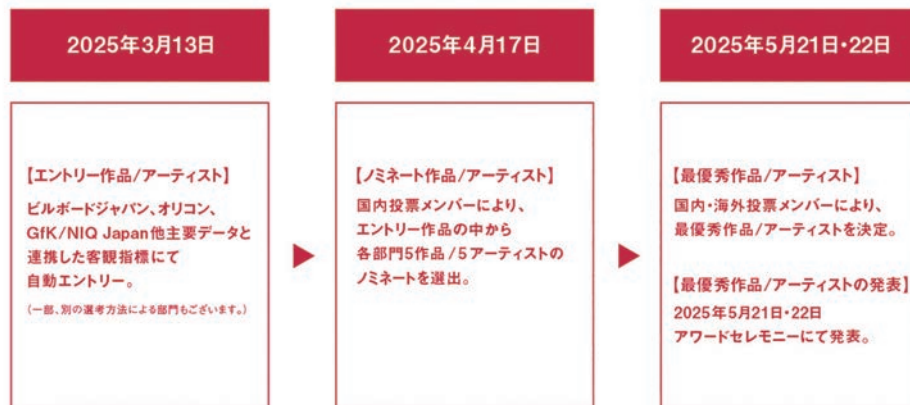 2025年3月13日
【エントリー作品/アーティスト】
ビルボードジャパン、オリコン、
GfK/NIQ Japan他主要データと
連携した客観指標にて
自動エントリー。
(一部、別の選考方法による部門もございます。)
2025年4月17日
【ノミネート作品/アーティスト】
国内投票メンバーにより、
エントリー作品の中から
各部門5作品/5アーティストの
ノミネートを選出。
2025年5月21日・22日
【最優秀作品/アーティスト】
国内・海外投票メンバーにより、
最優秀作品/アーティストを決定。
【最優秀作品/アーティストの発表】
2025年5月21日・22日
アワードセレモニーにて発表。